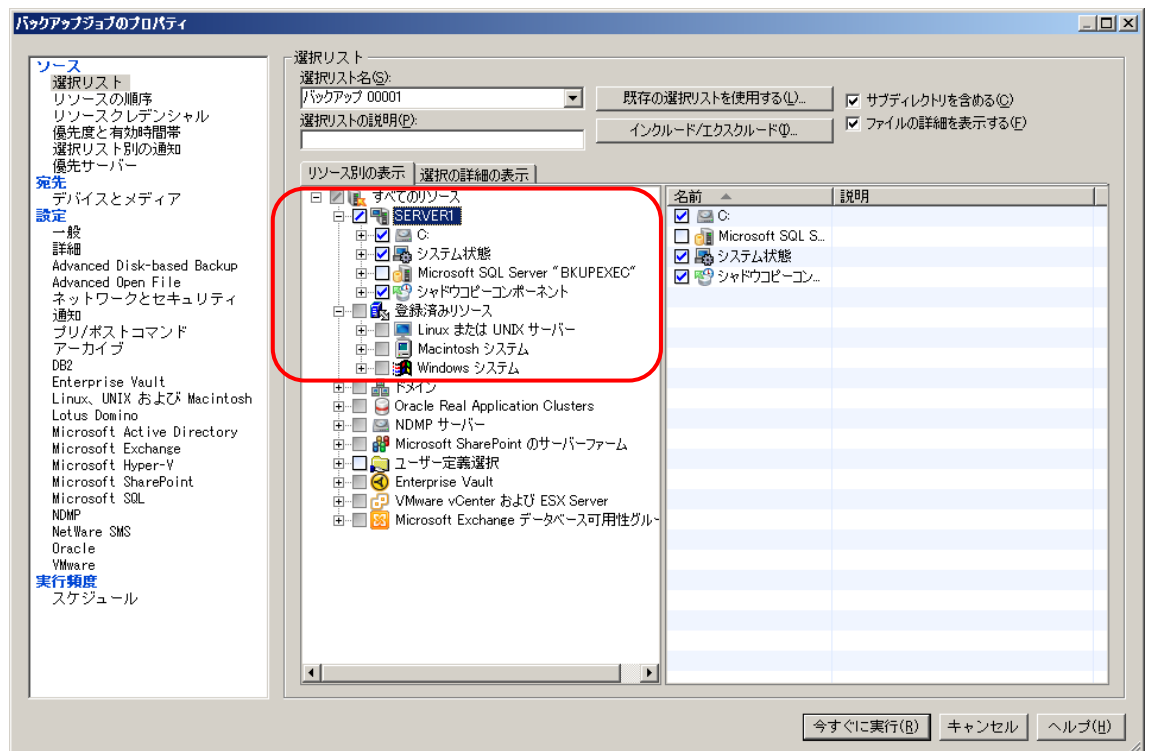 バックアップジョブのプロパティ
ソース
選択リスト
リソースの順序
リソースクレデンシャル
優先度と有効時間帯
選択リスト別の通知
優先サーバー
宛先
デバイスとメディア
設定
一般
詳細
Advanced Disk-based Backup
Advanced Open File
ネットワークとセキュリティ
通知
プリ/ポストコマンド
アーカイブ
DB2
Enterprise Vault
Linux、UNIX および Macintosh
Lotus Domino
Microsoft Active Directory
Microsoft Exchange
Microsoft Hyper-V
Microsoft SharePoint
Microsoft SQL
NDMP
NetWare SMS
Oracle
VMware
実行頻度
スケジュール
選択リスト
選択リスト名(S):
バックアップ 00001
既存の選択リストを使用する(L)...
サブディレクトリを含める(C)
選択リストの説明(P):
インクルード/エクスクルード(I)...
ファイルの詳細を表示する(F)
リソース別の表示
選択の詳細の表示
すべてのリソース
SERVER1
C:
システム状態
Microsoft SQL Server "BKUPEXEC"
シャドウコピーコンポーネント
登録済みリソース
Linux または UNIX サーバー
Macintosh システム
Windows システム
ドメイン
Oracle Real Application Clusters
NDMP サーバー
Microsoft SharePoint のサーバーファーム
ユーザー定義選択
Enterprise Vault
VMware vCenter および ESX Server
Microsoft Exchange データベース可用性グルー
名前 説明
C:
Microsoft SQL S...
システム状態
シャドウコピーコン...
今すぐに実行(R)
キャンセル
ヘルプ(H)